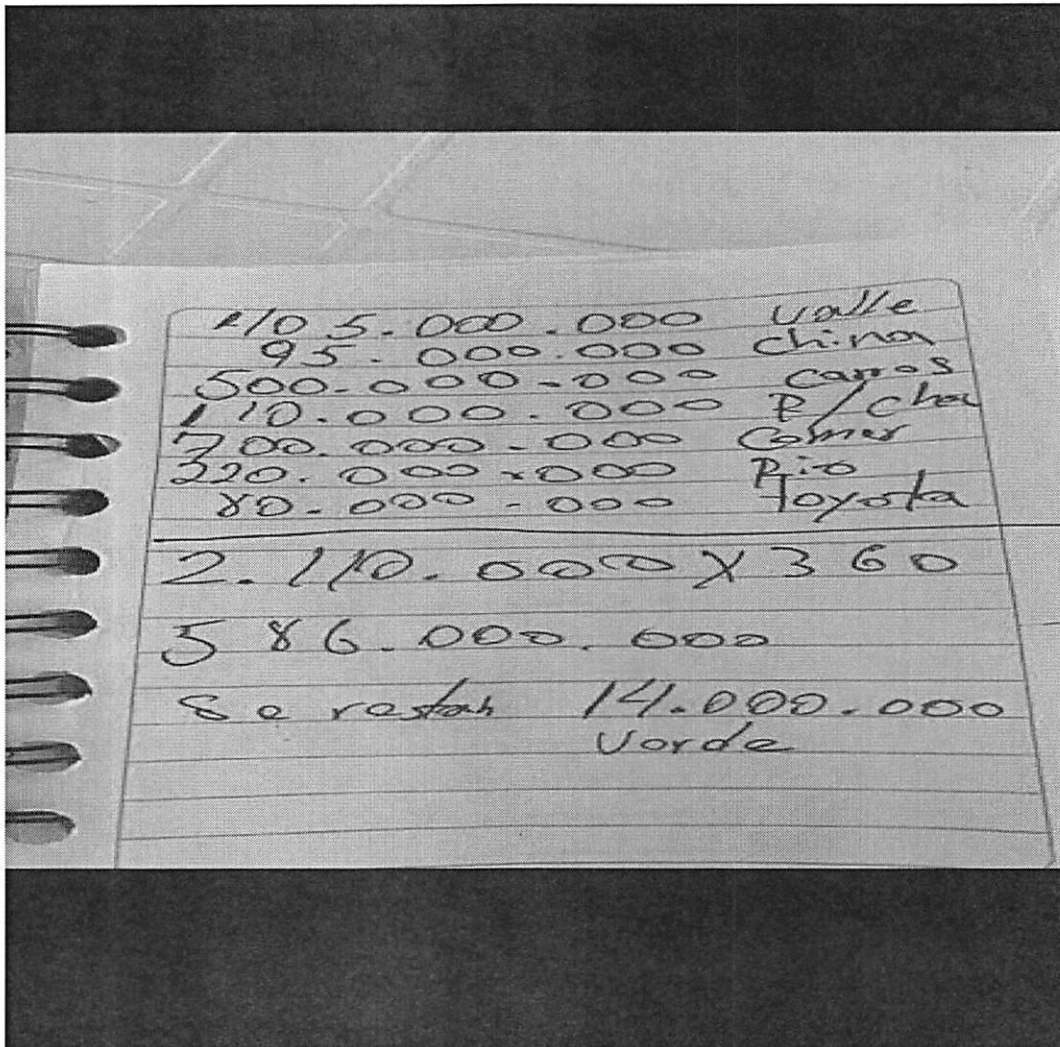 105.000.000 valle
95.000.000 china
500.000.000 carros
110.000.000
700.000.000 Comer
320.000.000 Rio
80.000.000 Toyota
2.110.000 X 360
586.000.000
Se restan 14.000.000
Verde